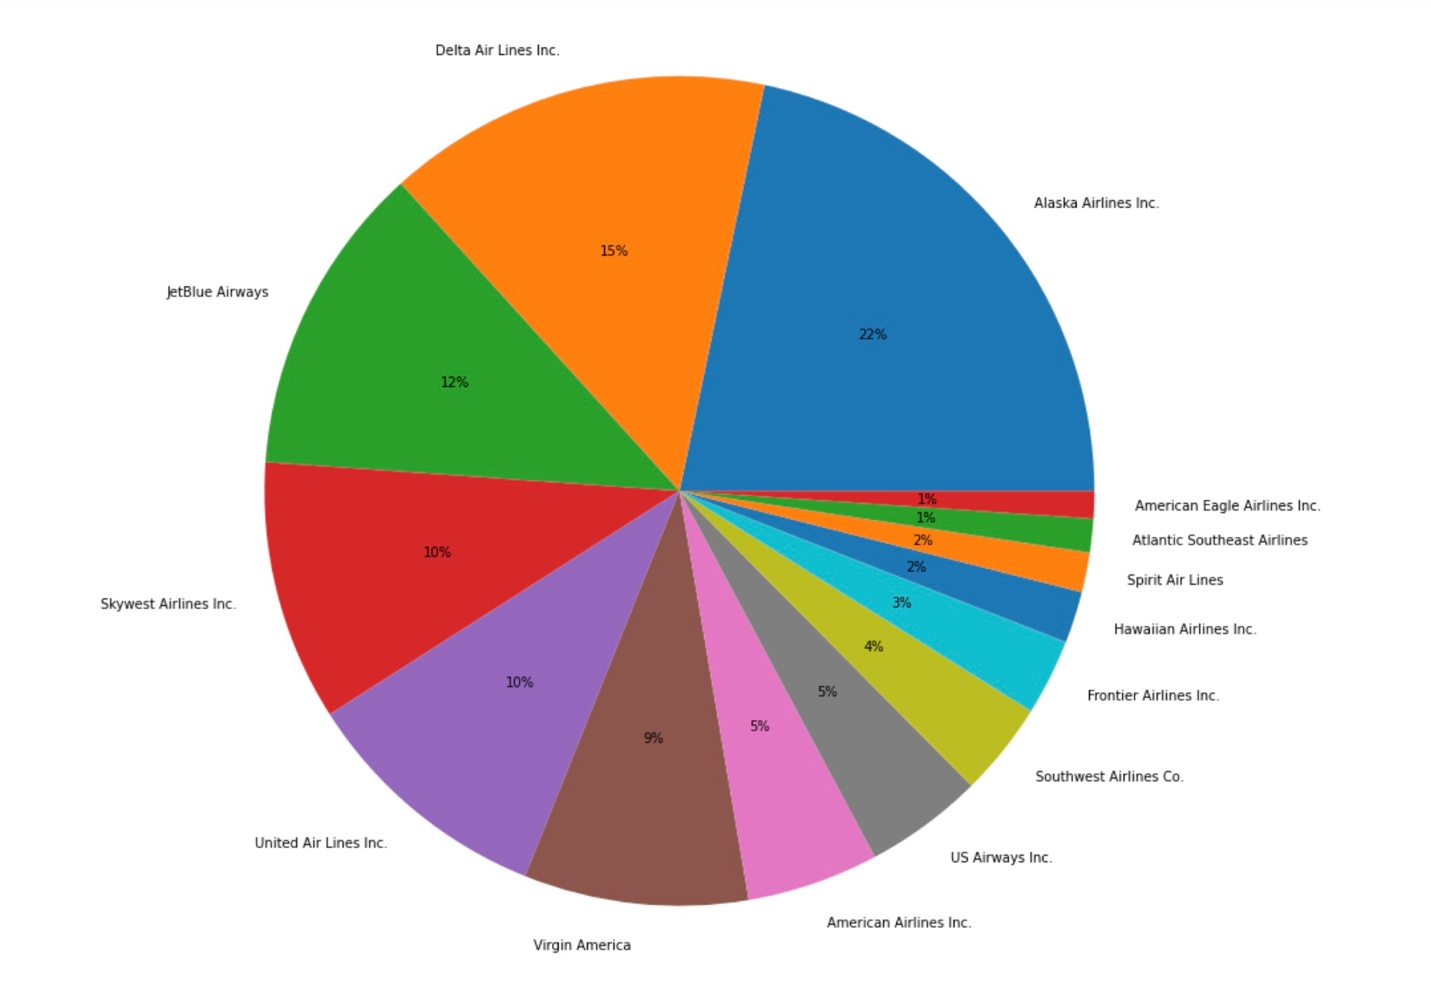 Delta Air Lines Inc.
Alaska Airlines Inc.
15%
JetBlue Airways
22%
12%
1%
American Eagle Airlines Inc.
1%
Atlantic Southeast Airlines
2%
10%
2%
Spirit Air Lines
Skywest Airlines Inc.
3%
Hawaiian Airlines Inc.
4%
10%
5%
Frontier Airlines Inc.
5%
9%
Southwest Airlines Co.
United Air Lines Inc.
US Airways Inc.
American Airlines Inc.
Virgin America